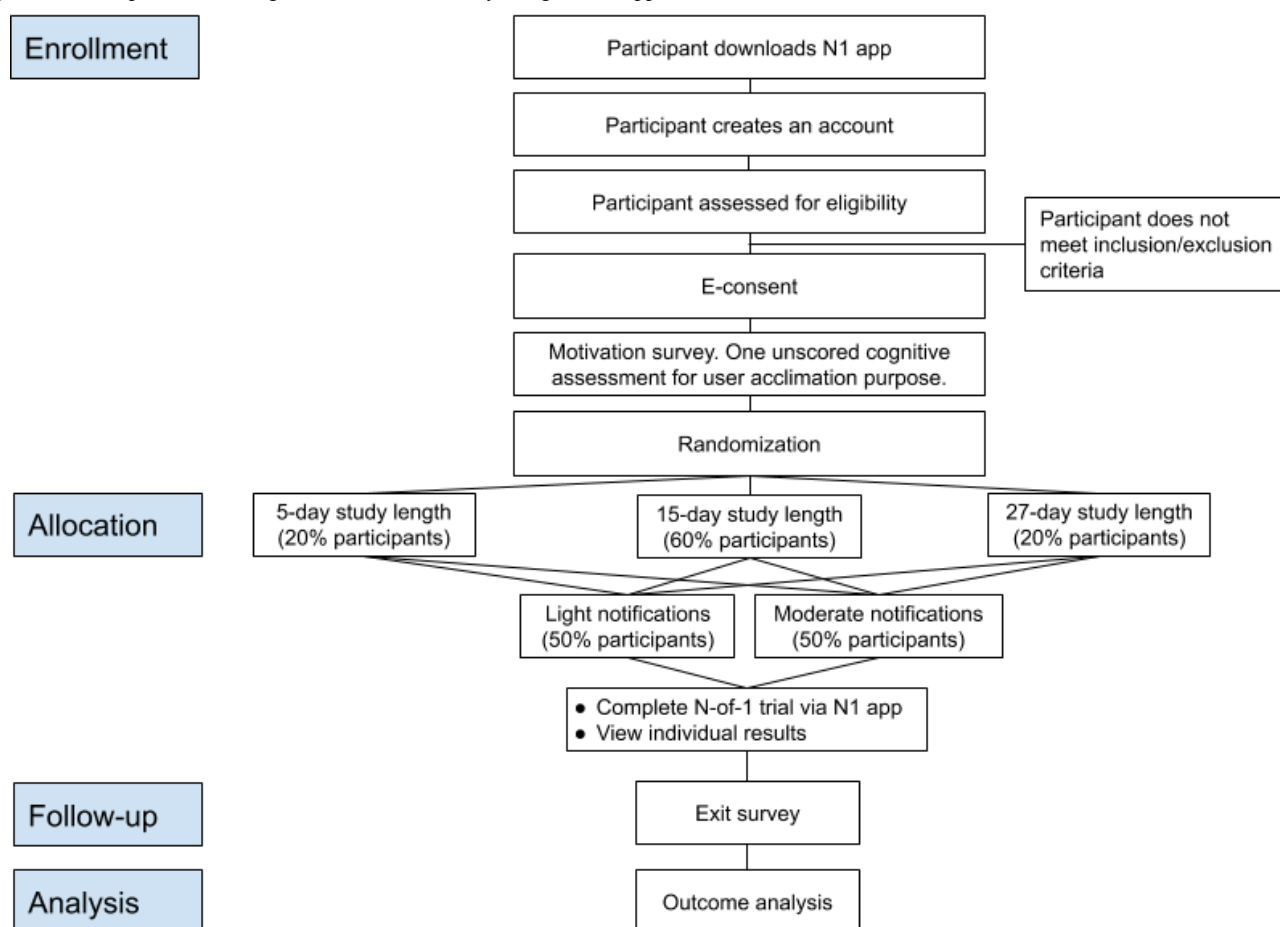 Enrollment
Participant downloads N1 app
Participant creates an account
Participant assessed for eligibility
Participant does not
meet inclusion/exclusion
criteria
E-consent
Motivation survey. One unscored cognitive
assessment for user acclimation purpose.
Randomization
Allocation
5-day study length
(20% participants)
15-day study length
(60% participants)
27-day study length
(20% participants)
Light notifications
(50% participants)
Moderate notifications
(50% participants)
● Complete N-of-1 trial via N1 app
● View individual results
Follow-up
Exit survey
Analysis
Outcome analysis